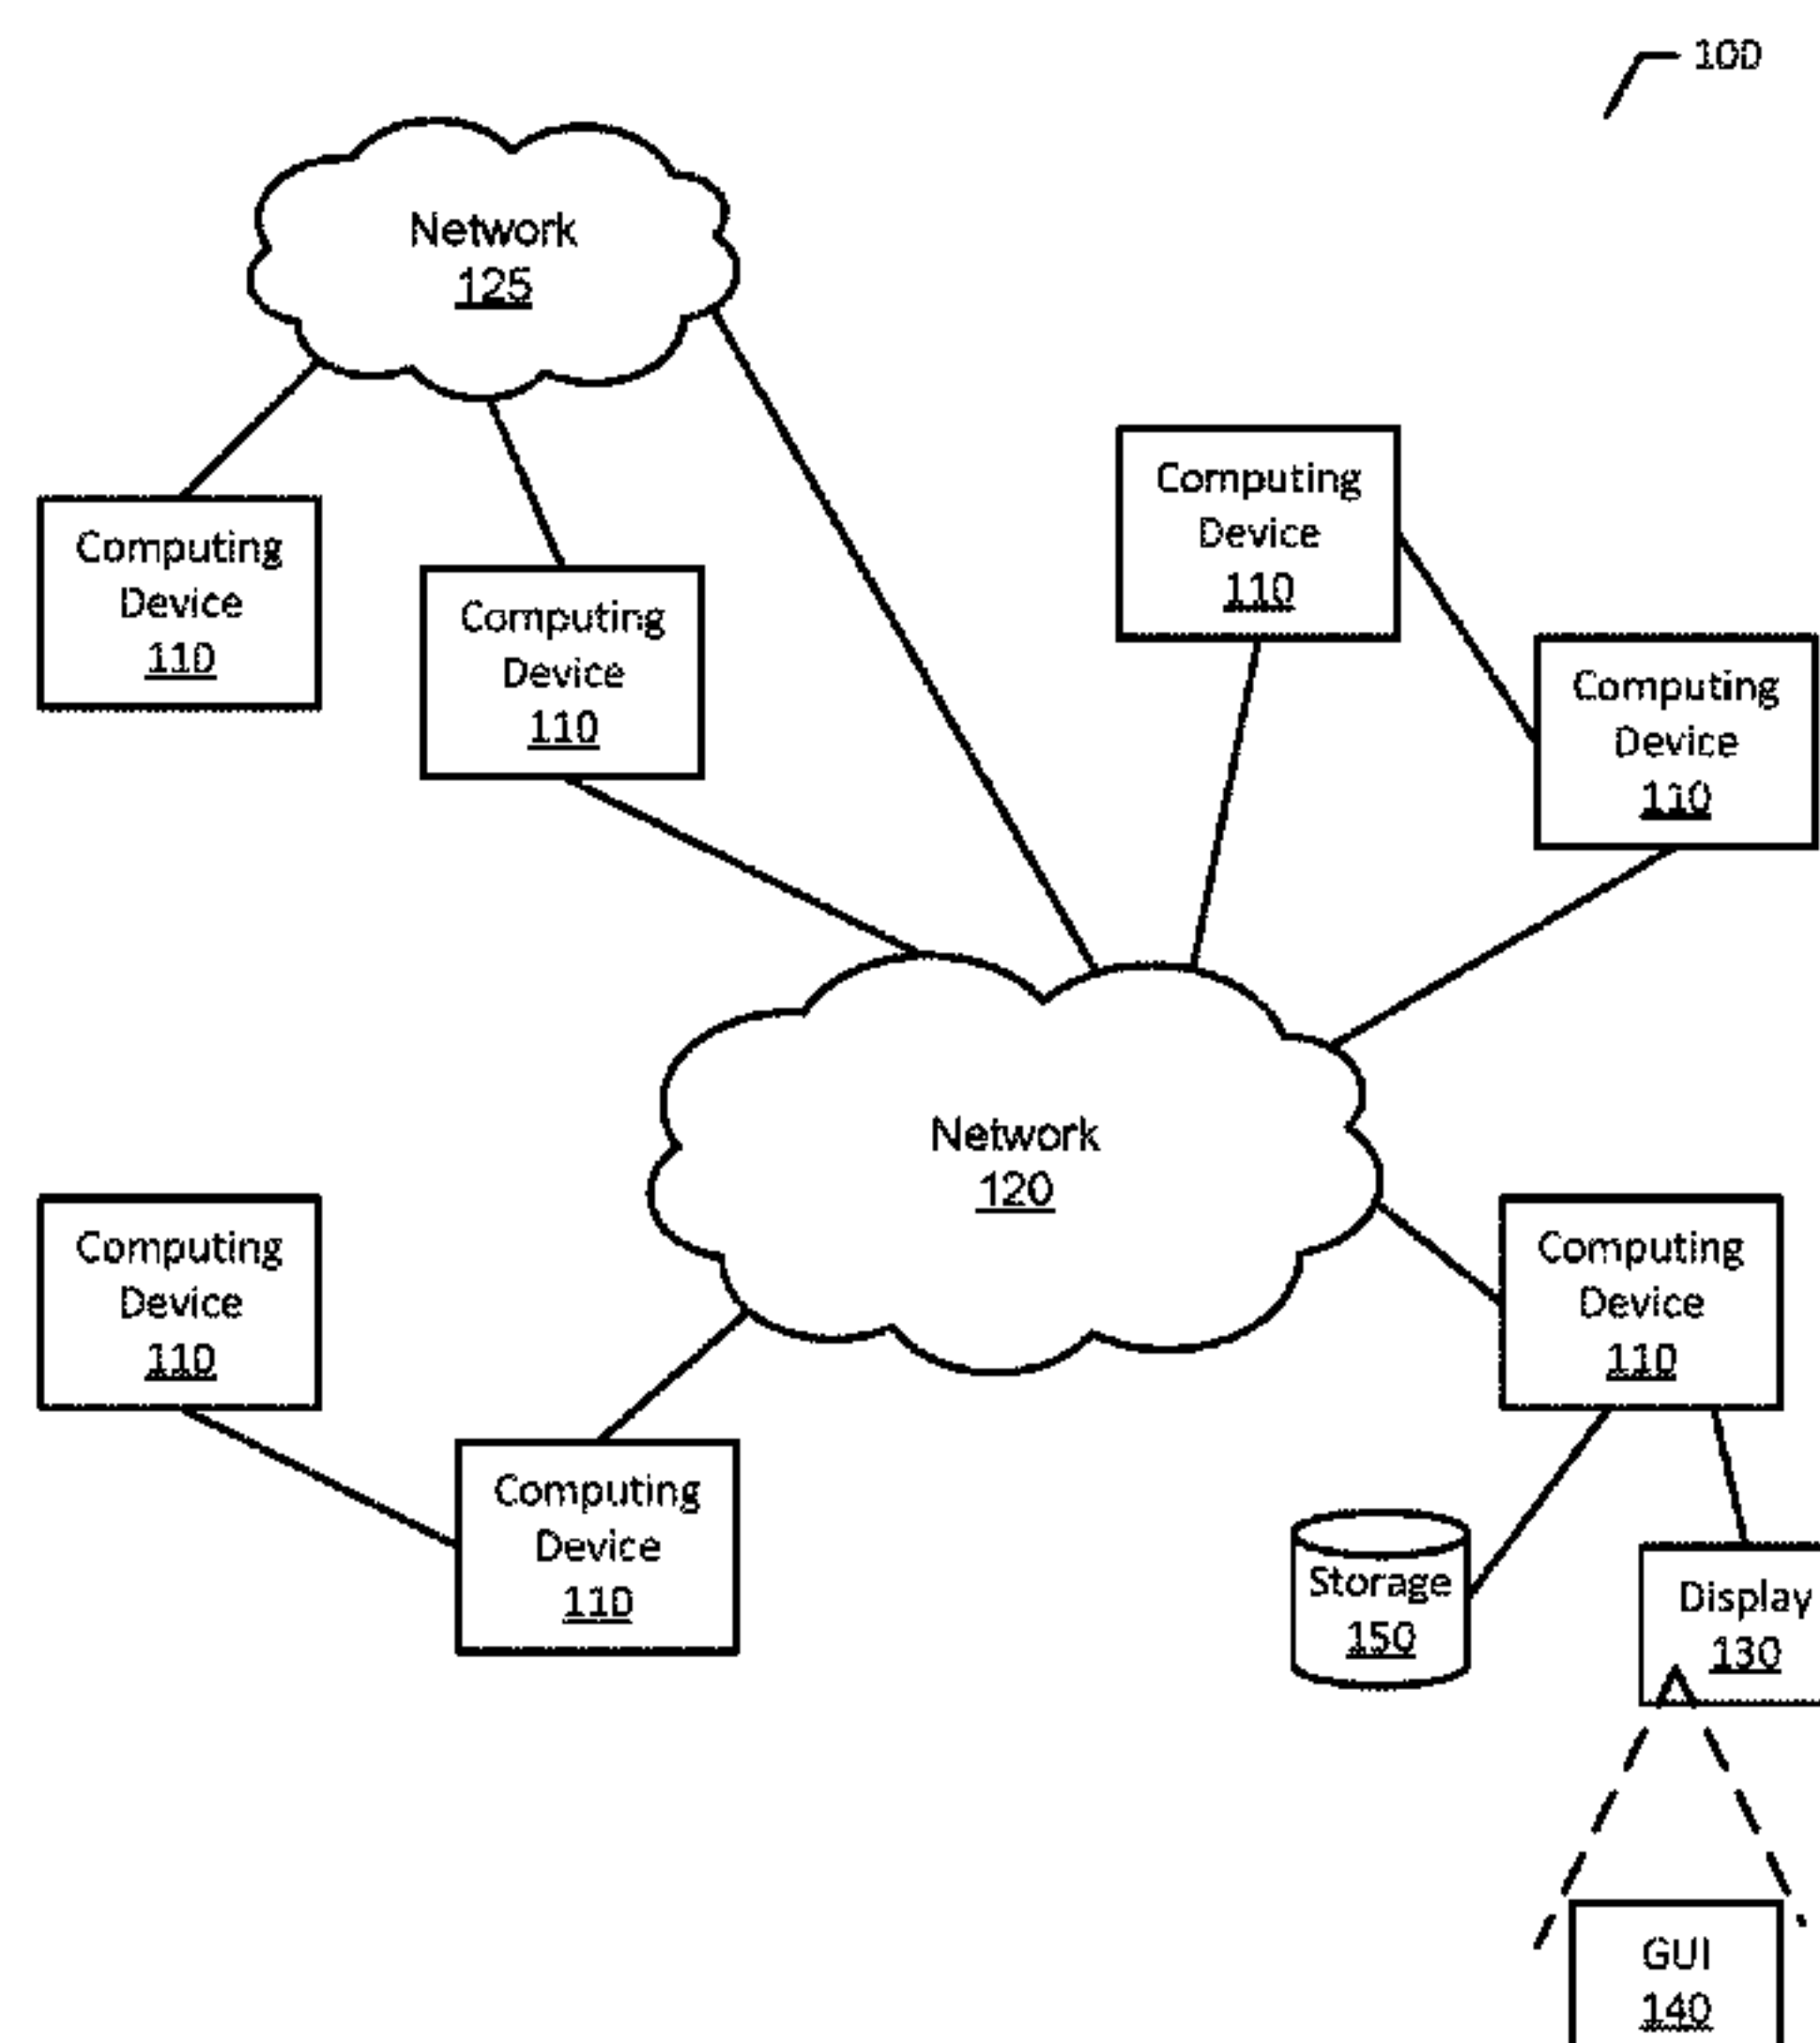 100
Network
125
Computing
Device
110
Computing
Device
110
Computing
Device
110
Computing
Device
110
Network
120
Computing
Device
110
Computing
Device
110
Computing
Device
110
Storage
150
Display
130
GUI
140